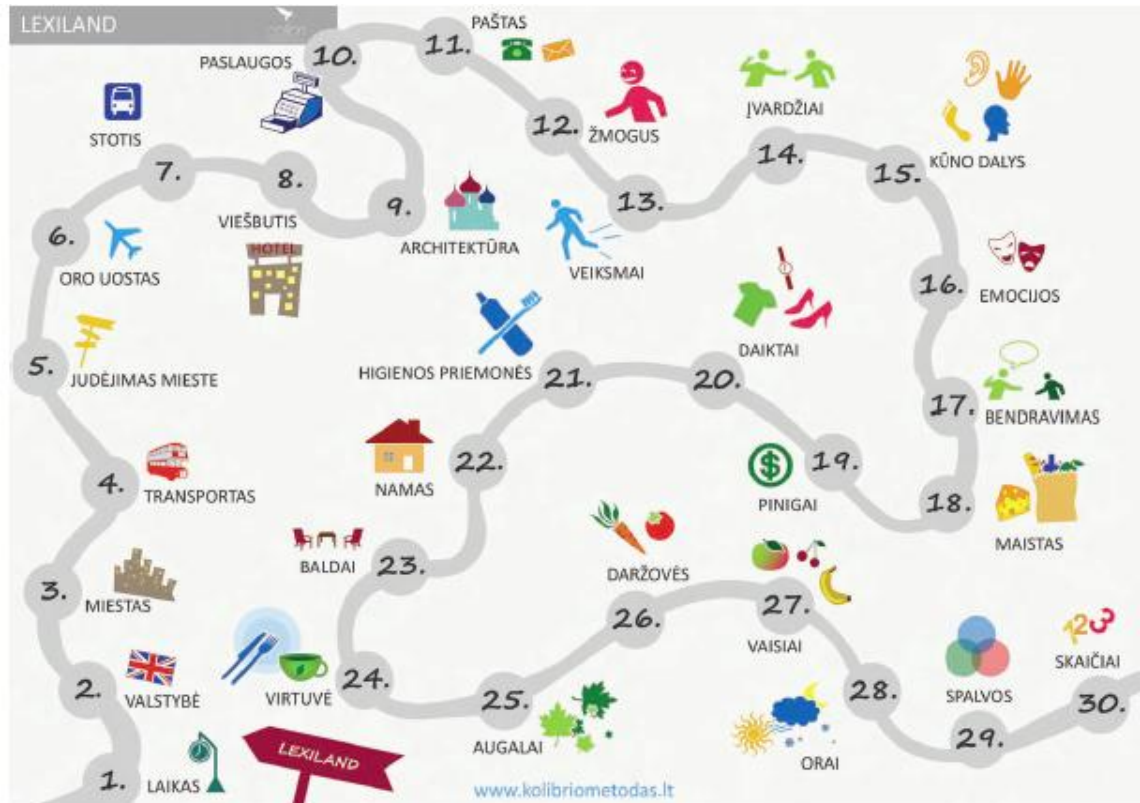 LEXILAND
10.
PASLAUGOS
11.
PAŠTAS
STOTIS
7.
8.
VIEŠBUTIS
HOTEL
9.
ARCHITEKTŪRA
12.
ŽMOGUS
13.
VEIKSMAI
14.
ĮVARDŽIAI
15.
KŪNO DALYS
6.
ORO UOSTAS
16.
EMOCIJOS
5.
JUDĖJIMAS MIESTE
HIGIENOS PRIEMONĖS
21.
20.
DAIKTAI
17.
BENDRAVIMAS
4.
TRANSPORTAS
NAMAS
22.
PINIGAI
$
19.
18.
MAISTAS
3.
MIESTAS
BALDAI
23.
DARŽOVĖS
26.
27.
VAISIAI
2.
VALSTYBĖ
VIRTUVĖ
24.
25.
AUGALAI
28.
ORAI
SPALVOS
29.
123
SKAIČIAI
30.
1.
LAIKAS
LEXILAND
www.kolibriometodas.lt